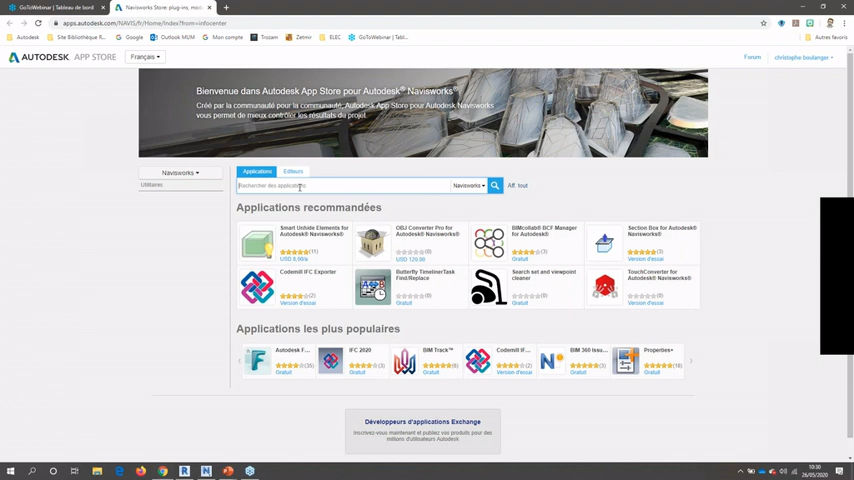 GoToWebinar | Tableau de bord
Navisworks Store: plug-ins, mod
apps.autodesk.com/NAVIS/fr/Home/Index?from=infocenter
Autodesk
Site Bibliothèque R...
Google
Outlook MUM
Mon compte
Trosam
Zetmir
ELEC
GoToWebinar | Tabl...
Autres favoris
AUTODESK APP STORE
Français
Forum
christophe boulanger
Bienvenue dans Autodesk App Store pour Autodesk® Navisworks®
Créé par la communauté pour la communauté, Autodesk App Store pour Autodesk® Navisworks®
vous permet de mieux contrôler les résultats du projet.
Navisworks
Utilitaires
Applications
Editeurs
Rechercher des applications
Navisworks
Aff. tout
Applications recommandées
Smart Unhide Elements for
Autodesk® Navisworks®
(11)
USD 8,00/a
OBJ Converter Pro for
Autodesk® Navisworks®
(0)
USD 129,00
BIMcollab® BCF Manager
for Autodesk®
(3)
Gratuit
Section Box for Autodesk®
Navisworks®
(3)
Version d'essai
Codemill IFC Exporter
(2)
Version d'essai
Butterfly TimelinerTask
Find/Replace
(0)
Gratuit
Search set and viewpoint
cleaner
(0)
Gratuit
TouchConverter for
Autodesk® Navisworks®
(0)
Version d'essai
Applications les plus populaires
Autodesk F...
(35)
Gratuit
IFC 2020
(3)
Gratuit
BIM Track™
(6)
Gratuit
Codemill IF...
(2)
Version d'essai
BIM 360 Issu...
(3)
Gratuit
Properties+
(16)
Gratuit
Développeurs d'applications Exchange
Inscrivez-vous maintenant et publiez vos produits pour des
millions d'utilisateurs Autodesk
10:30
26/05/2020